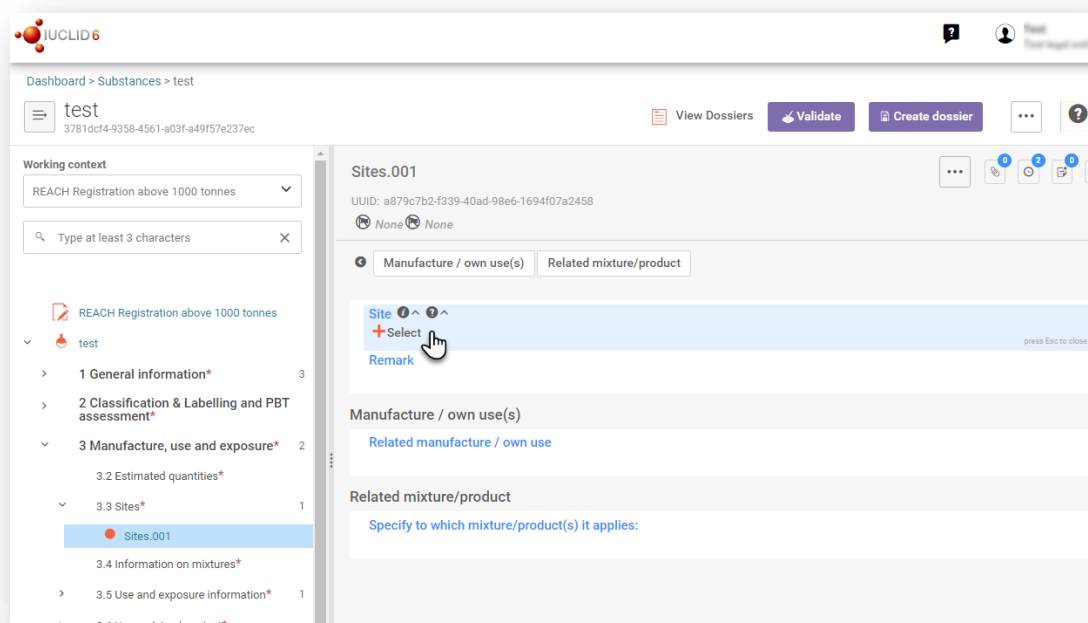 IUCLID 6
Dashboard > Substances > test
test
3781dcf4-9358-4561-a03f-a49f57e237ec
View Dossiers
Validate
Create dossier
Working context
REACH Registration above 1000 tonnes
Type at least 3 characters
REACH Registration above 1000 tonnes
test
1 General information* 3
2 Classification & Labelling and PBT
assessment*
3 Manufacture, use and exposure* 2
3.2 Estimated quantities*
3.3 Sites* 1
Sites.001
3.4 Information on mixtures*
3.5 Use and exposure information* 1
Sites.001
0 2 0
UUID: a879c7b2-f339-40ad-98e6-1694f07a2458
None None
Manufacture / own use(s) Related mixture/product
Site
Select
press Esc to close
Remark
Manufacture / own use(s)
Related manufacture / own use
Related mixture/product
Specify to which mixture/product(s) it applies: